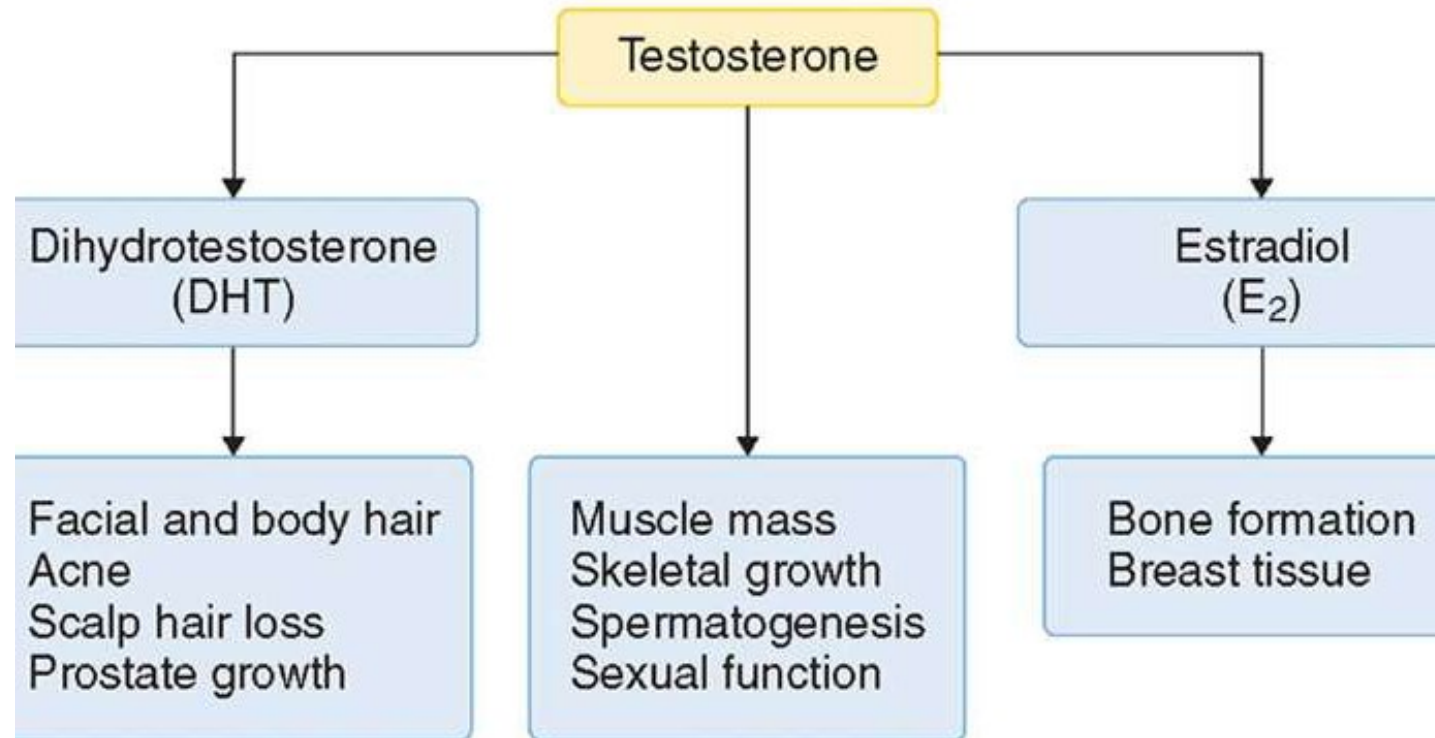 Testosterone
Dihydrotestosterone
(DHT)
Estradiol
(E₂)
Facial and body hair
Acne
Scalp hair loss
Prostate growth
Muscle mass
Skeletal growth
Spermatogenesis
Sexual function
Bone formation
Breast tissue